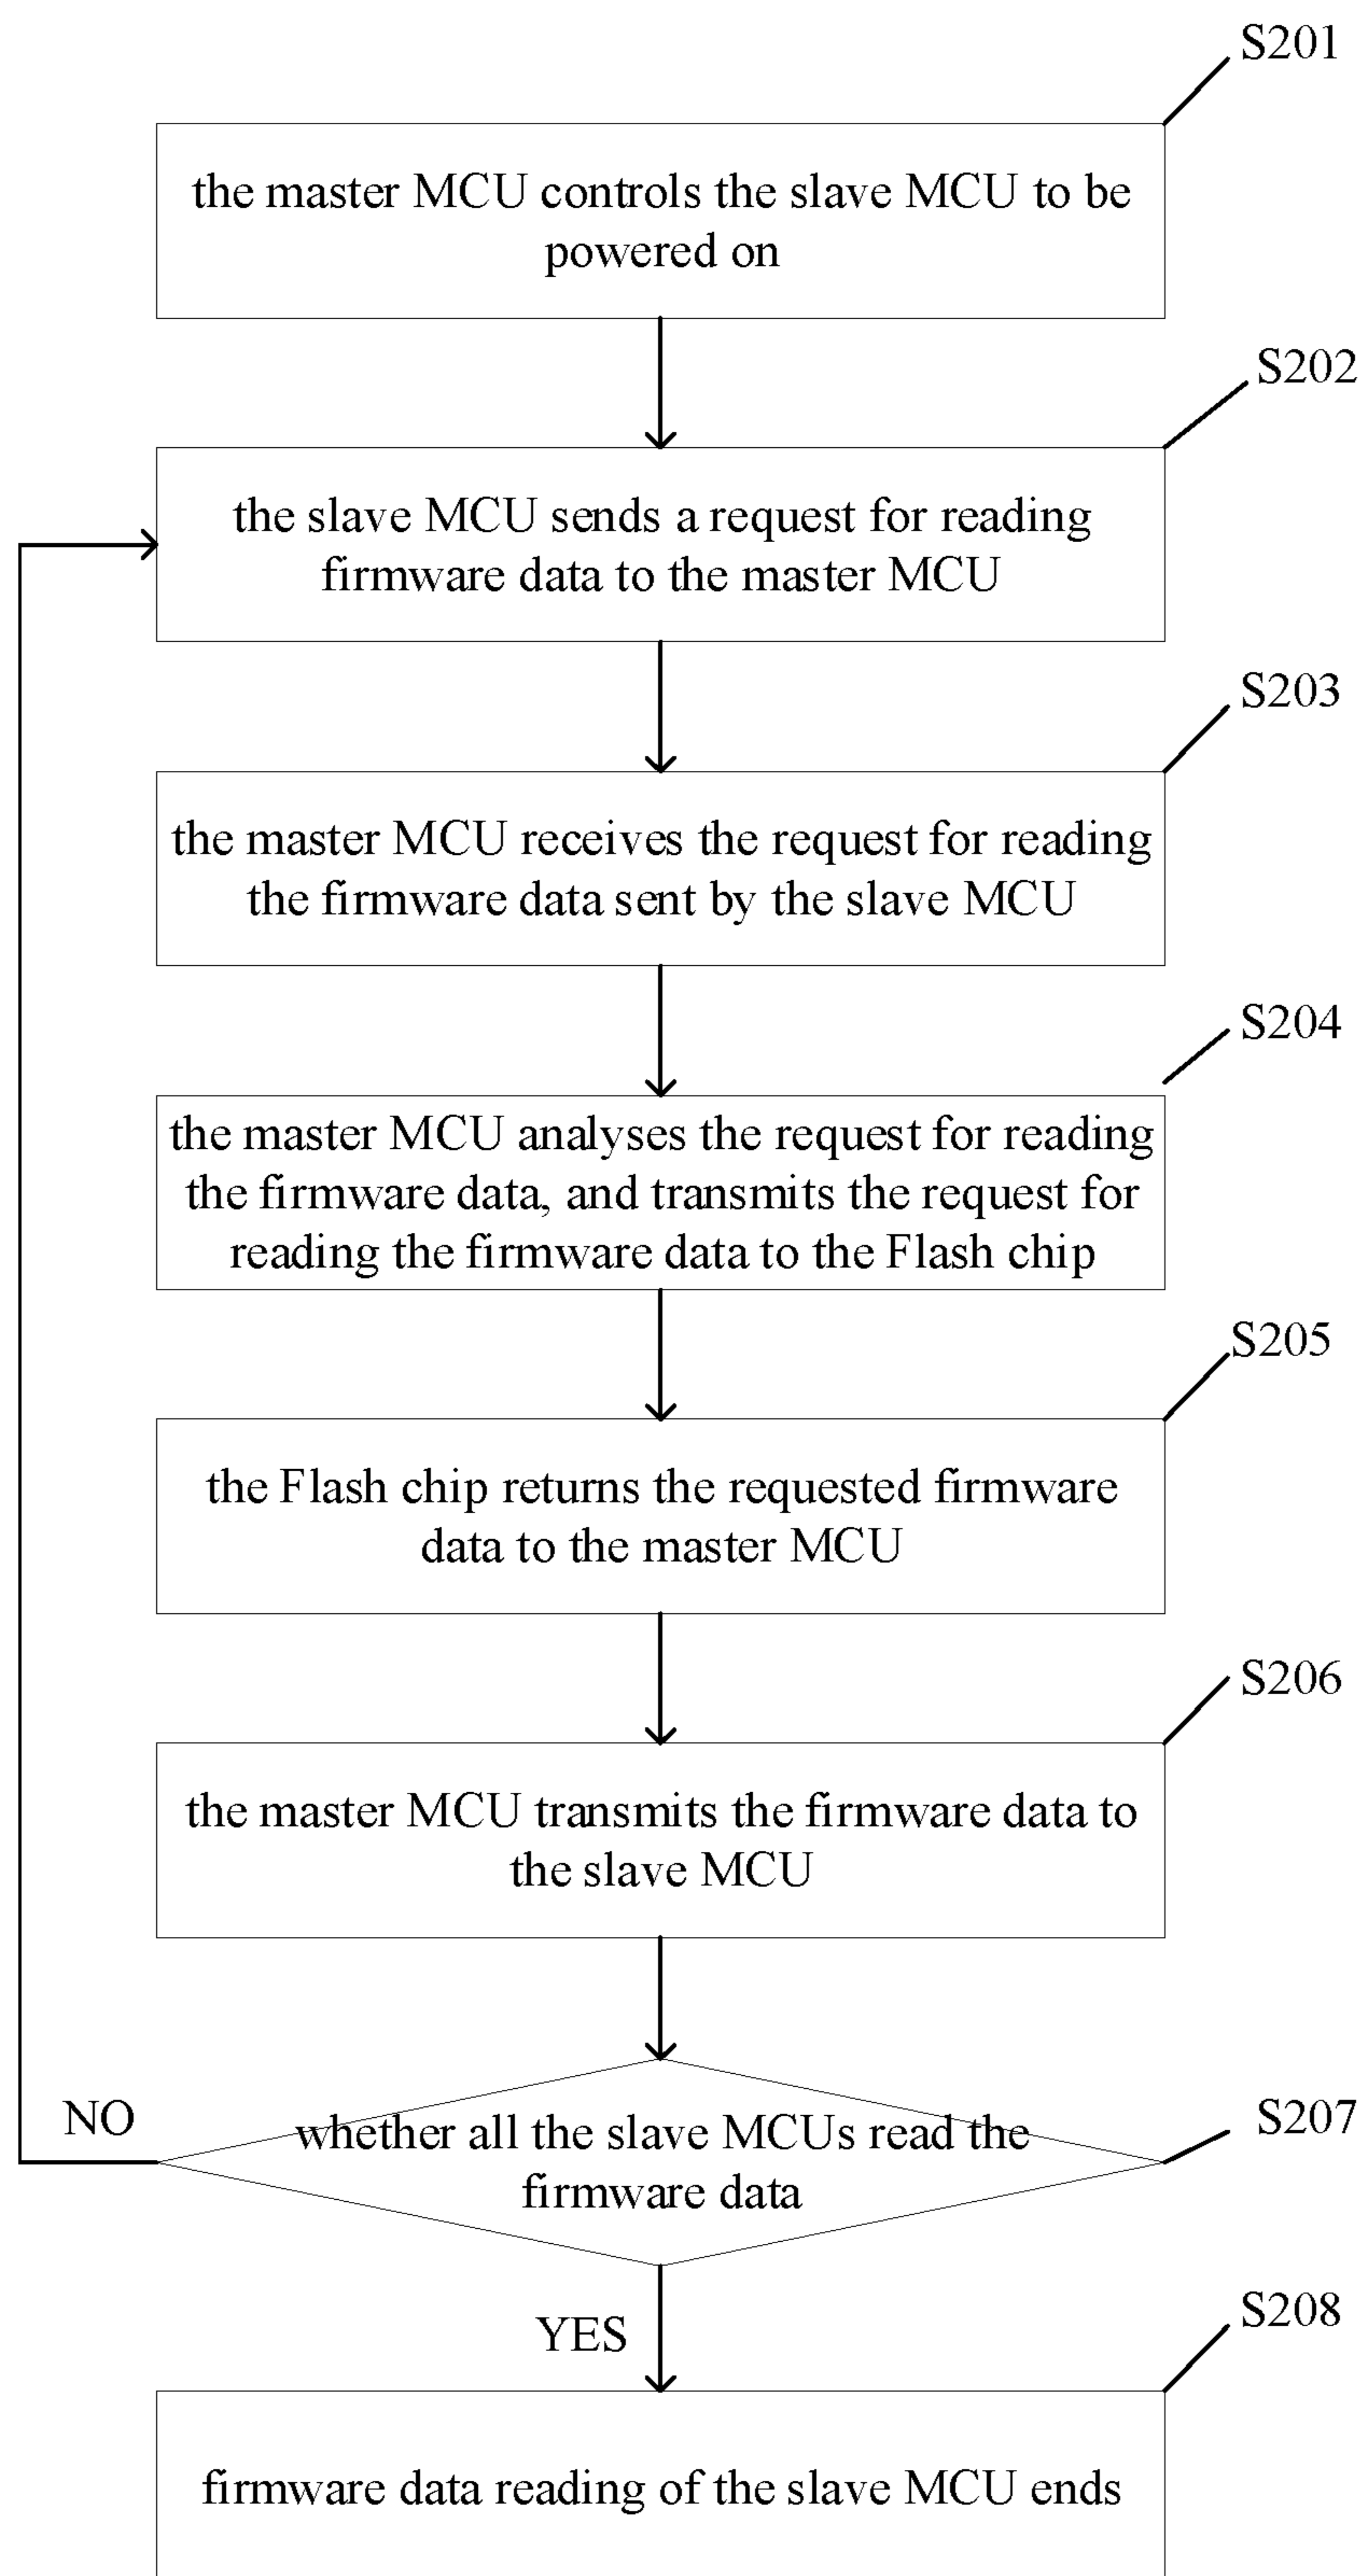 S201
the master MCU controls the slave MCU to be
powered on
S202
the slave MCU sends a request for reading
firmware data to the master MCU
S203
the master MCU receives the request for reading
the firmware data sent by the slave MCU
S204
the master MCU analyses the request for reading
the firmware data, and transmits the request for
reading the firmware data to the Flash chip
S205
the Flash chip returns the requested firmware
data to the master MCU
S206
the master MCU transmits the firmware data to
the slave MCU
NO
S207
whether all the slave MCUs read the
firmware data
YES
S208
firmware data reading of the slave MCU ends